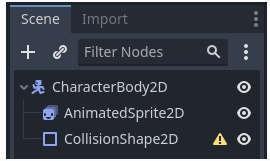 Scene Import
Filter Nodes
CharacterBody2D
AnimatedSprite2D
CollisionShape2D